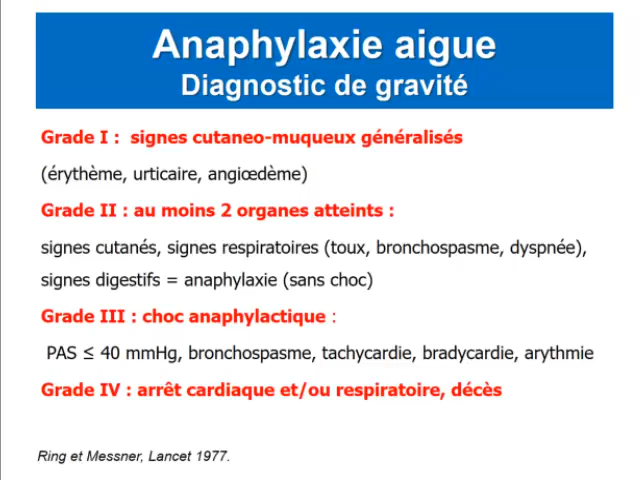 Anaphylaxie aigue
Diagnostic de gravité
Grade I :  signes cutaneo-muqueux généralisés
(érythème, urticaire, angiœdème)
Grade II : au moins 2 organes atteints :
signes cutanés, signes respiratoires (toux, bronchospasme, dyspnée),
signes digestifs = anaphylaxie (sans choc)
Grade III : choc anaphylactique :
PAS ≤ 40 mmHg, bronchospasme, tachycardie, bradycardie, arythmie
Grade IV : arrêt cardiaque et/ou respiratoire, décès
Ring et Messner, Lancet 1977.